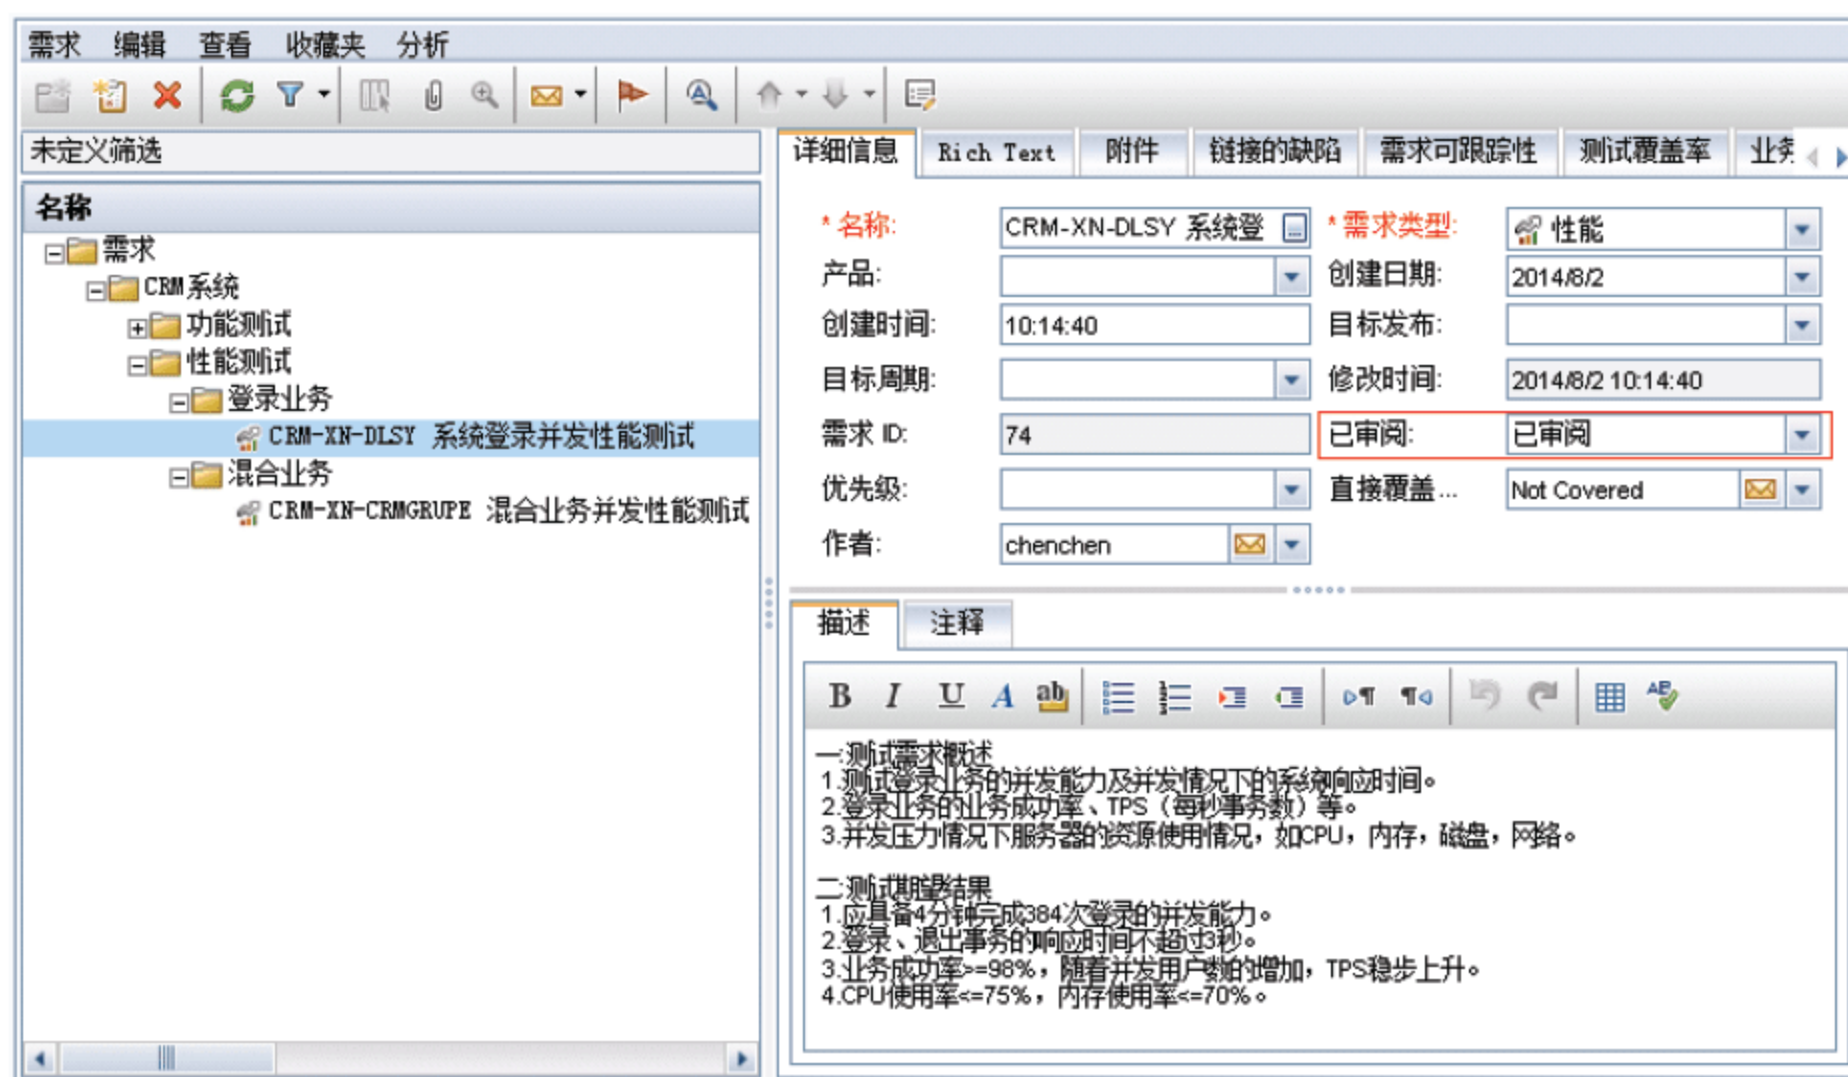 需求 编辑 查看 收藏夹 分析
未定义筛选
名称
需求
CRM系统
功能测试
性能测试
登录业务
CRM-XN-DLSY 系统登录并发性能测试
混合业务
CRM-XN-CRMGRUPE 混合业务并发性能测试
详细信息 Rich Text 附件 链接的缺陷 需求可跟踪性 测试覆盖率 业务
*名称: CRM-XN-DLSY 系统登 ... *需求类型: 性能
产品: 创建日期: 2014/8/2
创建时间: 10:14:40 目标发布:
目标周期: 修改时间: 2014/8/2 10:14:40
需求 ID: 74 已审阅: 已审阅
优先级: 直接覆盖... Not Covered
作者: chenchen
描述 注释
B I U A ab
一:测试需求概述
1.测试登录业务的并发能力及并发情况下的系统响应时间。
2.登录业务的业务成功率、TPS（每秒事务数）等。
3.并发压力情况下服务器的资源使用情况，如CPU，内存，磁盘，网络。
二:测试期望结果
1.应具备4分钟完成384次登录的并发能力。
2.登录、退出事务的响应时间不超过3秒。
3.业务成功率>=98%，随着并发用户数的增加，TPS稳步上升。
4.CPU使用率<=75%，内存使用率<=70%。